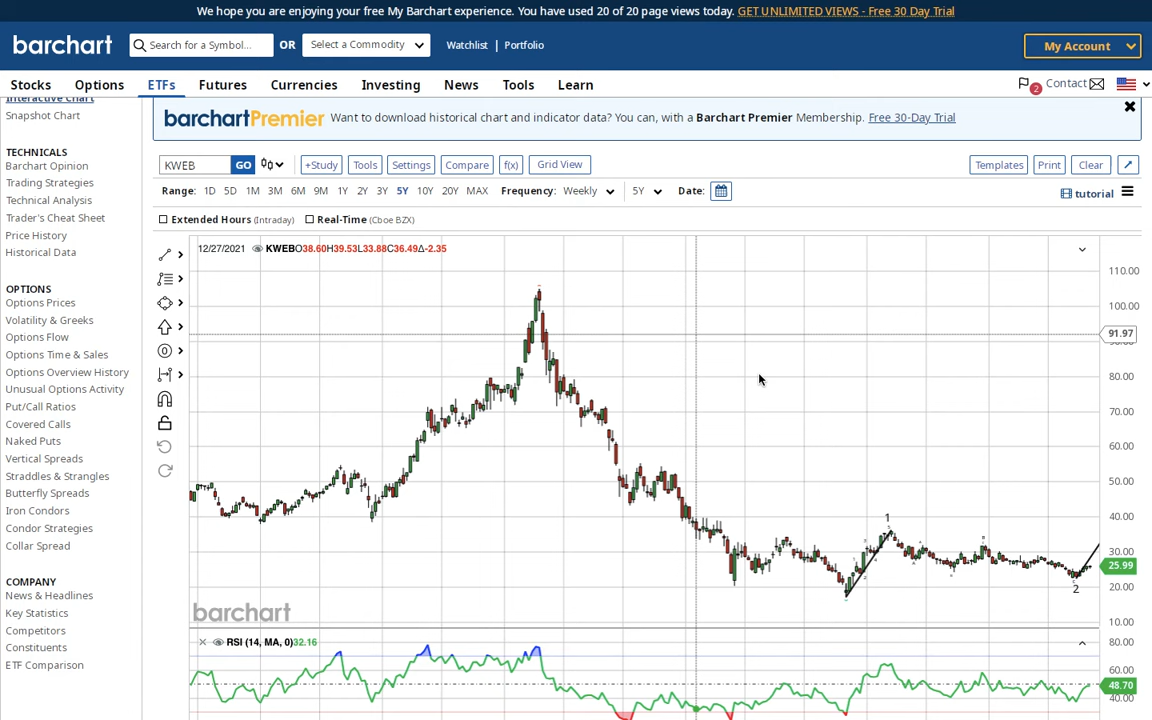 We hope you are enjoying your free My Barchart experience. You have used 20 of 20 page views today. GET UNLIMITED VIEWS - Free 30 Day Trial
barchart Search for a Symbol... OR Select a Commodity Watchlist | Portfolio My Account
Stocks Options ETFs Futures Currencies Investing News Tools Learn 2 Contact
Interactive Chart
Snapshot Chart
TECHNICALS
Barchart Opinion
Trading Strategies
Technical Analysis
Trader's Cheat Sheet
Price History
Historical Data
OPTIONS
Options Prices
Volatility & Greeks
Options Flow
Options Time & Sales
Options Overview History
Unusual Options Activity
Put/Call Ratios
Covered Calls
Naked Puts
Vertical Spreads
Straddles & Strangles
Butterfly Spreads
Iron Condors
Condor Strategies
Collar Spread
COMPANY
News & Headlines
Key Statistics
Competitors
Constituents
ETF Comparison
barchartPremier Want to download historical chart and indicator data? You can, with a Barchart Premier Membership. Free 30-Day Trial
KWEB GO +Study Tools Settings Compare f(x) Grid View Templates Print Clear
Range: 1D 5D 1M 3M 6M 9M 1Y 2Y 3Y 5Y 10Y 20Y MAX Frequency: Weekly 5Y Date: tutorial
Extended Hours (Intraday) Real-Time (Cboe BZX)
12/27/2021 KWEBO38.60H39.53L33.88C36.49Δ-2.35
110.00
100.00
91.97
80.00
70.00
60.00
50.00
40.00
30.00
25.99
20.00
10.00
1
2
barchart
RSI (14, MA, 0)32.16
80.00
60.00
48.70
40.00